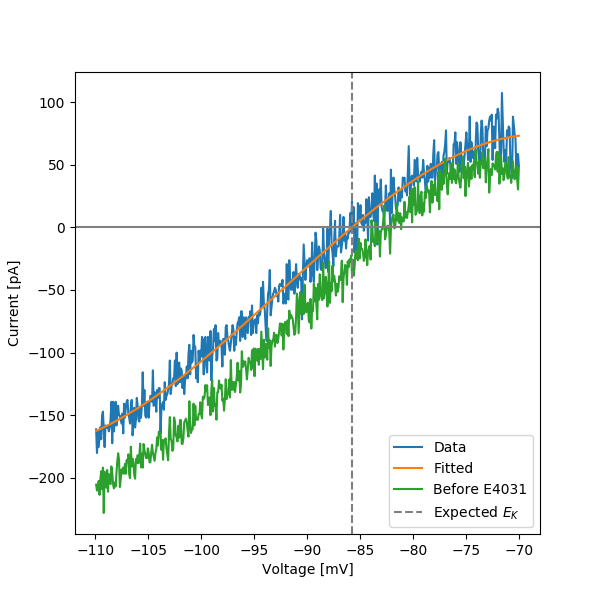 100
50
0
−50
−100
−150
−200
Current [pA]
−110 −105 −100 −95 −90 −85 −80 −75 −70
Voltage [mV]
Data
Fitted
Before E4031
Expected E_K